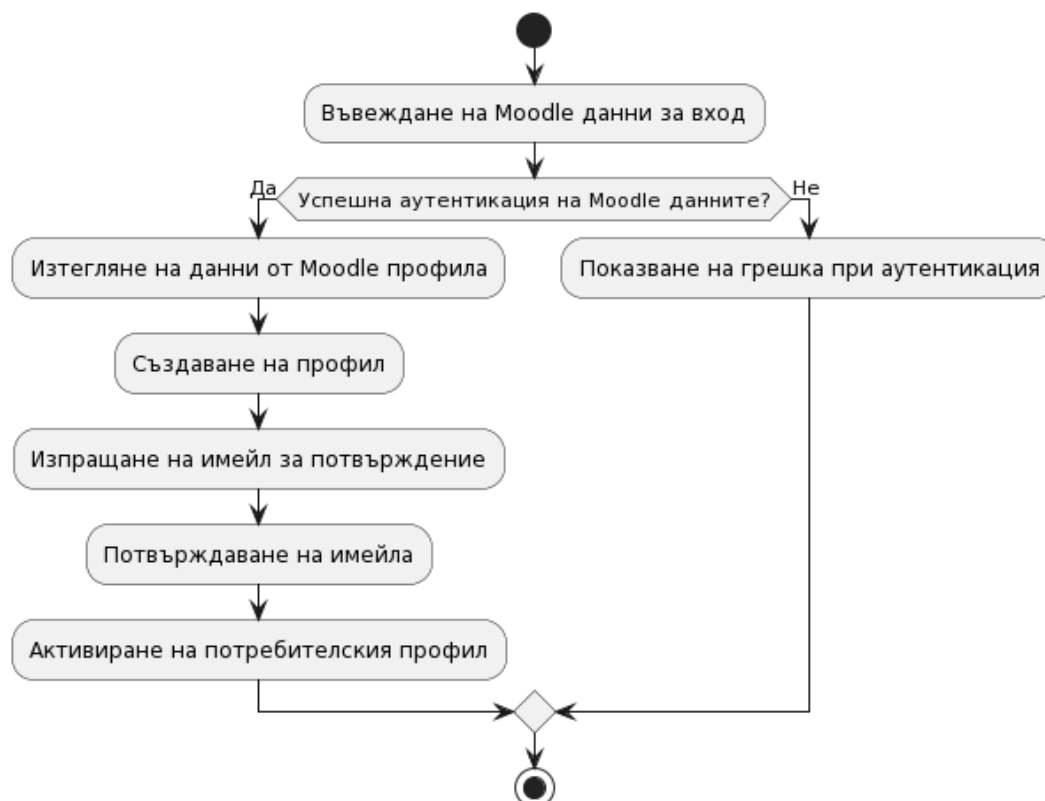 Въвеждане на Moodle данни за вход
Да
Успешна аутентикация на Moodle данните?
Не
Изтегляне на данни от Moodle профила
Показване на грешка при аутентикация
Създаване на профил
Изпращане на имейл за потвърждение
Потвърждаване на имейла
Активиране на потребителския профил